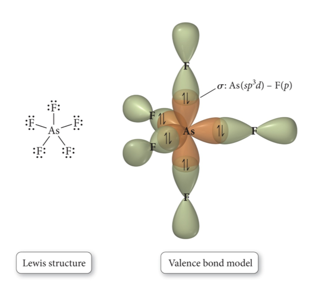 F
σ: As(sp³d) – F(p)
:F:
:F F:
As
F
As
F
F
:F: :F:
F
Lewis structure
Valence bond model